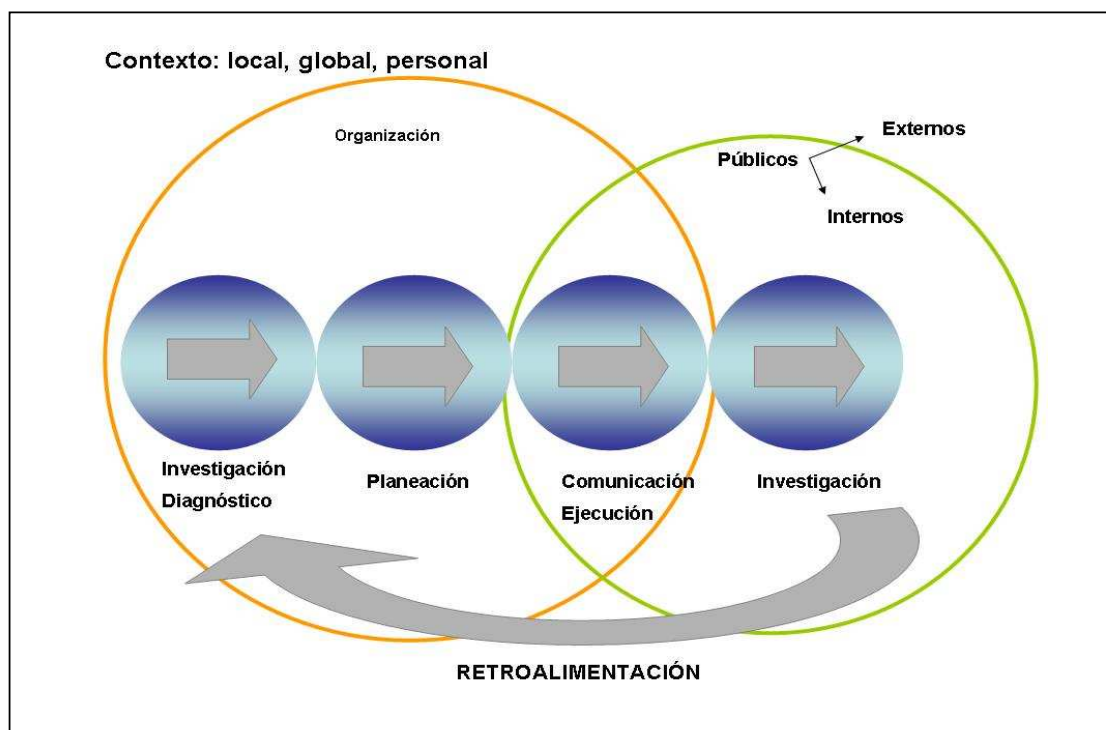 Contexto: local, global, personal
Organización
Externos
Públicos
Internos
Investigación
Diagnóstico
Planeación
Comunicación
Ejecución
Investigación
RETROALIMENTACIÓN